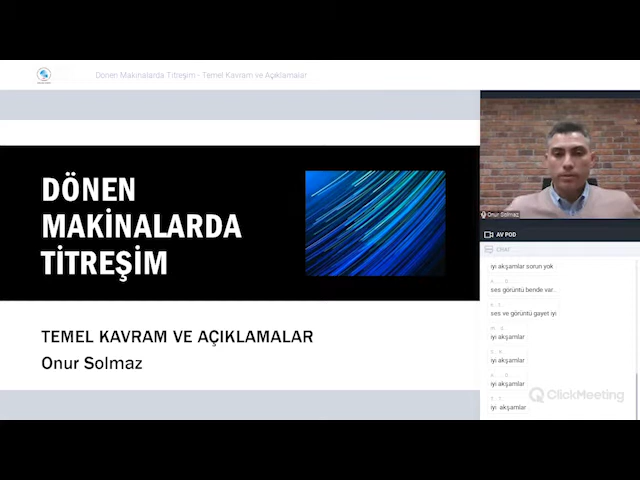 Dönen Makinalarda Titreşim - Temel Kavram ve Açıklamalar
DÖNEN
MAKİNALARDA
TİTREŞİM
TEMEL KAVRAM VE AÇIKLAMALAR
Onur Solmaz
Onur Solmaz
AV POD
CHAT
iyi akşamlar sorun yok
ses görüntü bende var..
ses ve görüntü gayet iyi
iyi akşamlar
iyi akşamlar
iyi akşamlar
iyi akşamlar
ClickMeeting